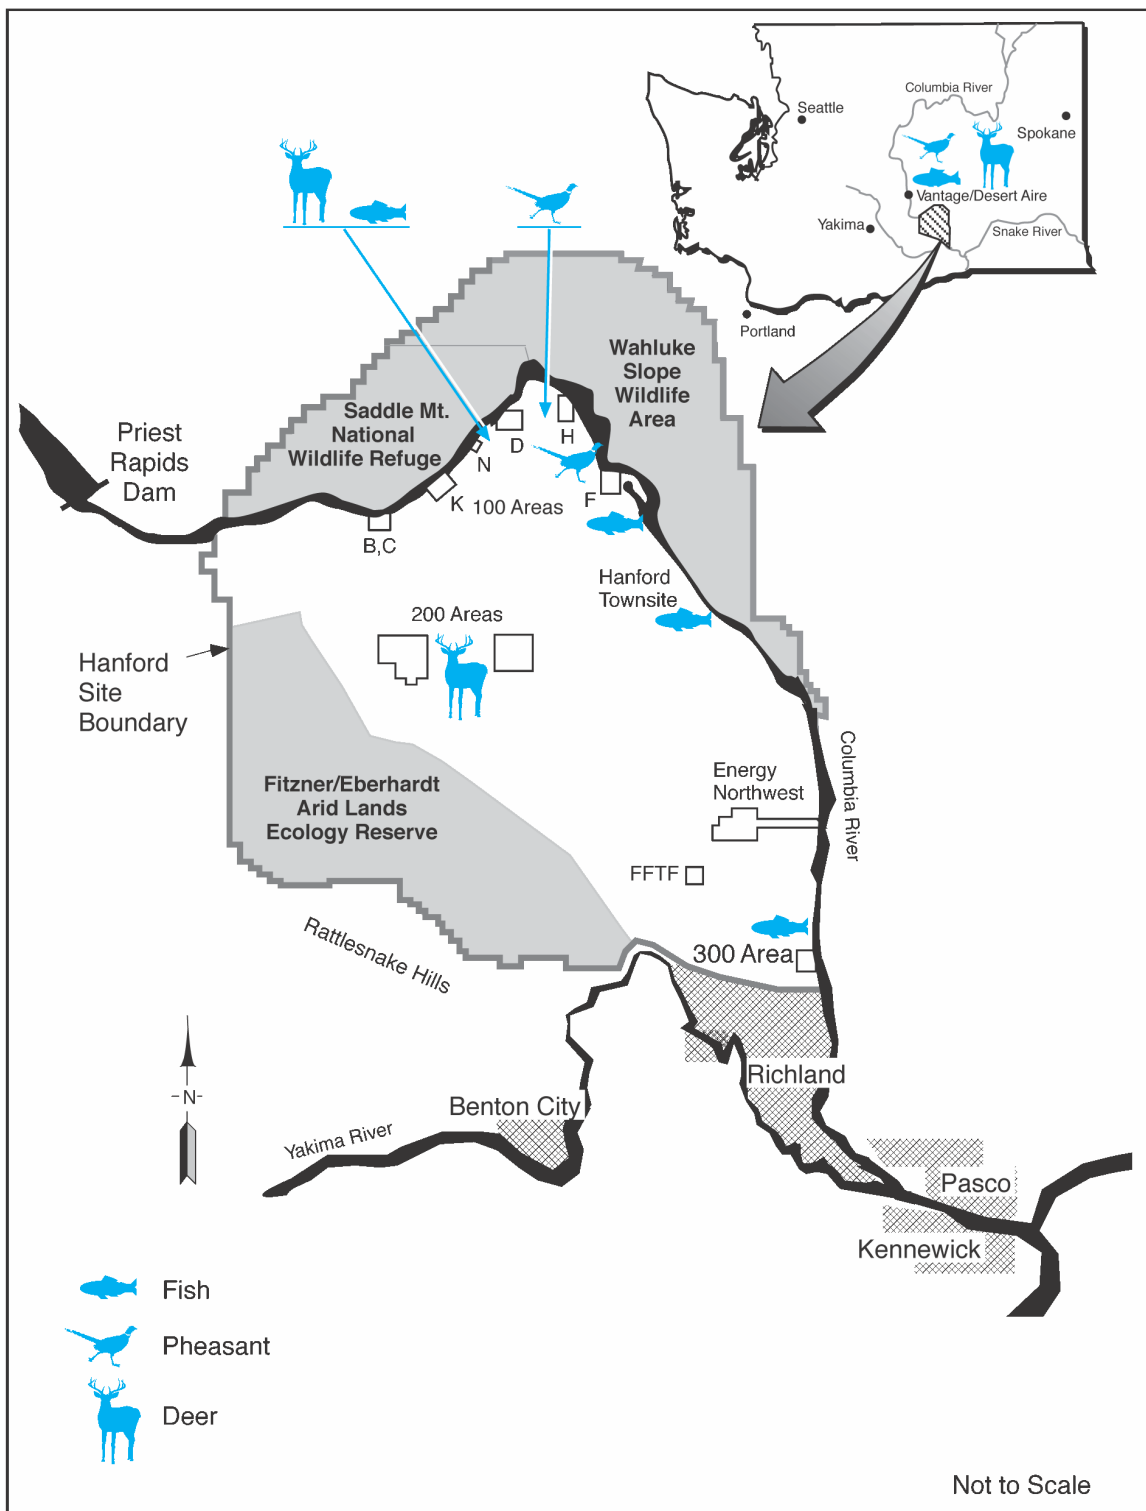 Columbia River
Seattle
Spokane
Vantage/Desert Aire
Yakima
Snake River
Portland
Wahluke
Slope
Wildlife
Area
Saddle Mt.
National
Wildlife Refuge
Priest
Rapids
Dam
D
H
N
K
100 Areas
F
B,C
Hanford
Townsite
200 Areas
Hanford
Site
Boundary
Fitzner/Eberhardt
Arid Lands
Ecology Reserve
Energy
Northwest
Columbia River
FFTF
300 Area
Rattlesnake Hills
N
Richland
Benton City
Yakima River
Pasco
Kennewick
Fish
Pheasant
Deer
Not to Scale